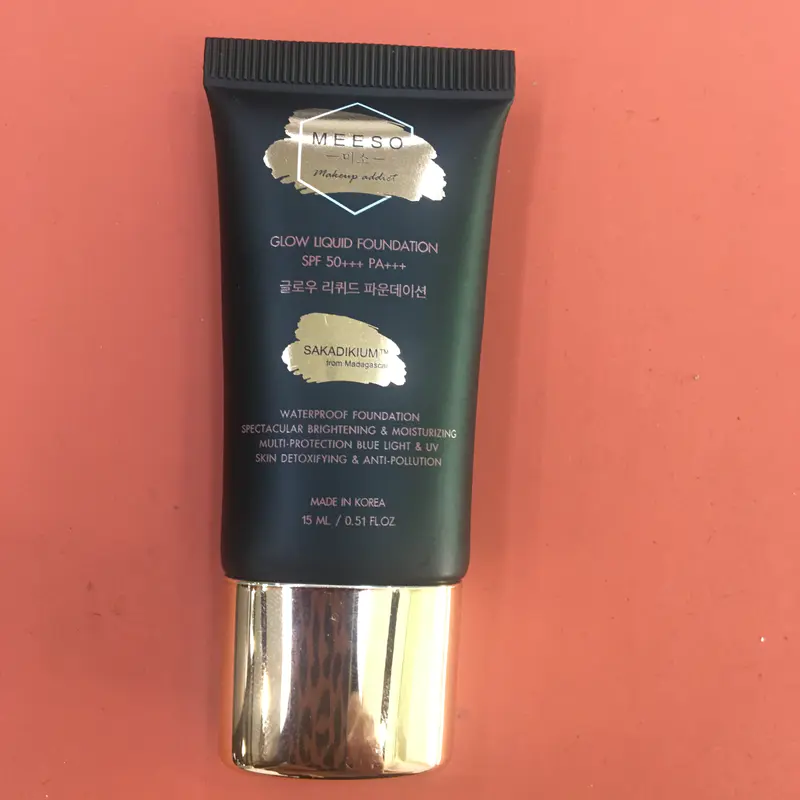 MEESO
미소
Makeup addict
GLOW LIQUID FOUNDATION
SPF 50+++ PA+++
글로우 리퀴드 파운데이션
SAKADIKIUM™
from Madagascar
WATERPROOF FOUNDATION
SPECTACULAR BRIGHTENING & MOISTURIZING
MULTI-PROTECTION BLUE LIGHT & UV
SKIN DETOXIFYING & ANTI-POLLUTION
MADE IN KOREA
15 ML / 0.51 FL.OZ